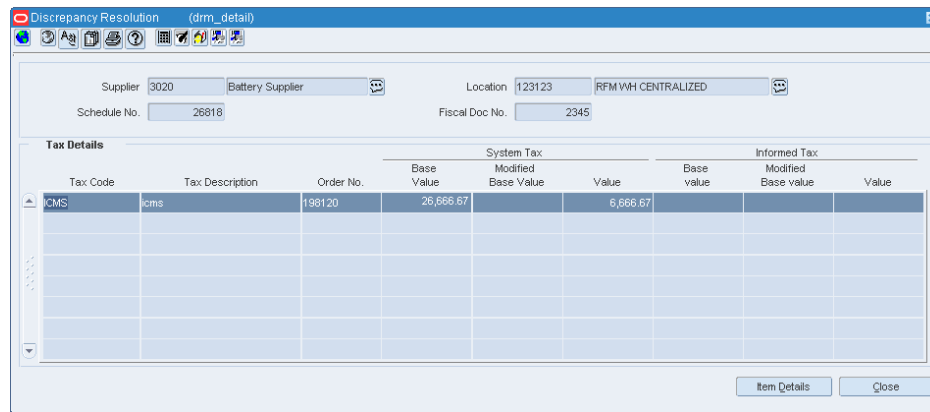 Discrepancy Resolution (drm_detail)
Supplier 3020 Battery Supplier Location 123123 RFM WH CENTRALIZED
Schedule No. 26818 Fiscal Doc No. 2345
Tax Details
System Tax Informed Tax
Tax Code Tax Description Order No. Base Value Modified Base Value Value Base value Modified Base value Value
ICMS icms 198120 26,666.67 6,666.67
Item Details Close